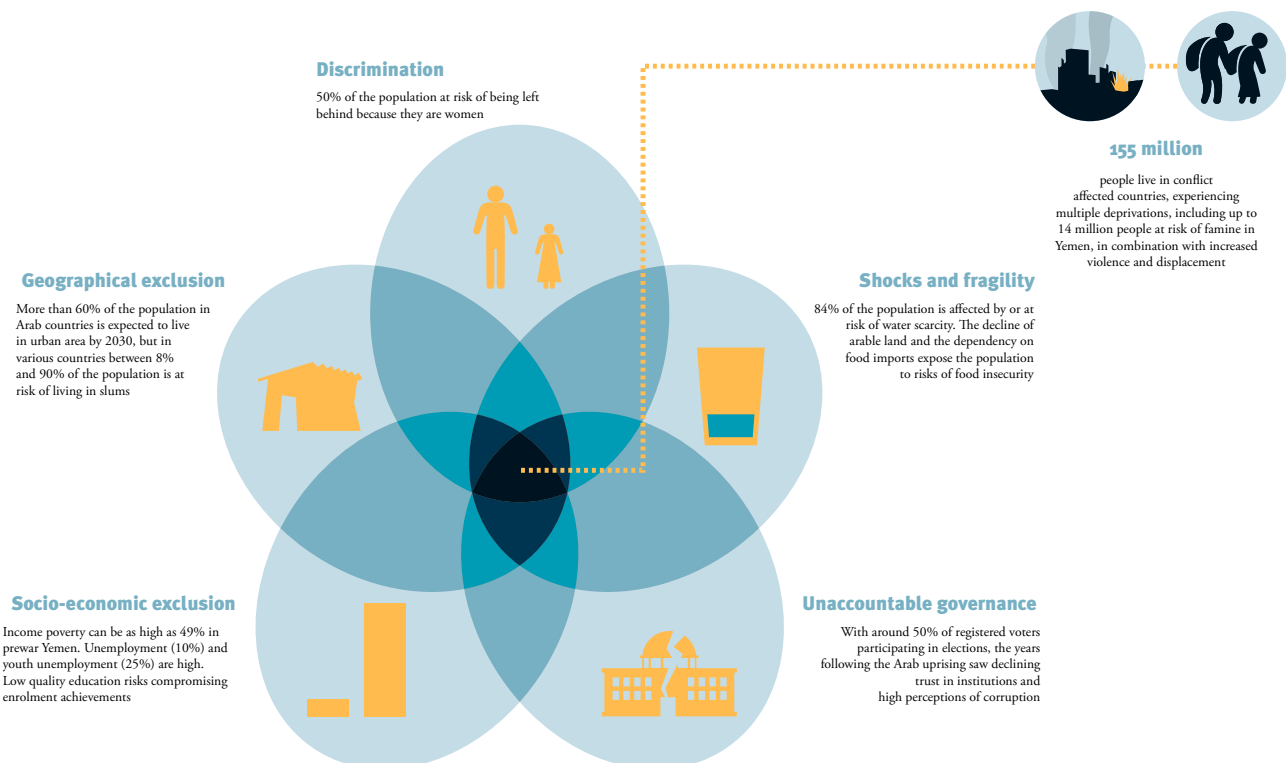 Discrimination
50% of the population at risk of being left
behind because they are women
155 million
people live in conflict
affected countries, experiencing
multiple deprivations, including up to
14 million people at risk of famine in
Yemen, in combination with increased
violence and displacement
Geographical exclusion
More than 60% of the population in
Arab countries is expected to live
in urban area by 2030, but in
various countries between 8%
and 90% of the population is at
risk of living in slums
Shocks and fragility
84% of the population is affected by or at
risk of water scarcity. The decline of
arable land and the dependency on
food imports expose the population
to risks of food insecurity
Socio-economic exclusion
Income poverty can be as high as 49% in
prewar Yemen. Unemployment (10%) and
youth unemployment (25%) are high.
Low quality education risks compromising
enrolment achievements
Unaccountable governance
With around 50% of registered voters
participating in elections, the years
following the Arab uprising saw declining
trust in institutions and
high perceptions of corruption